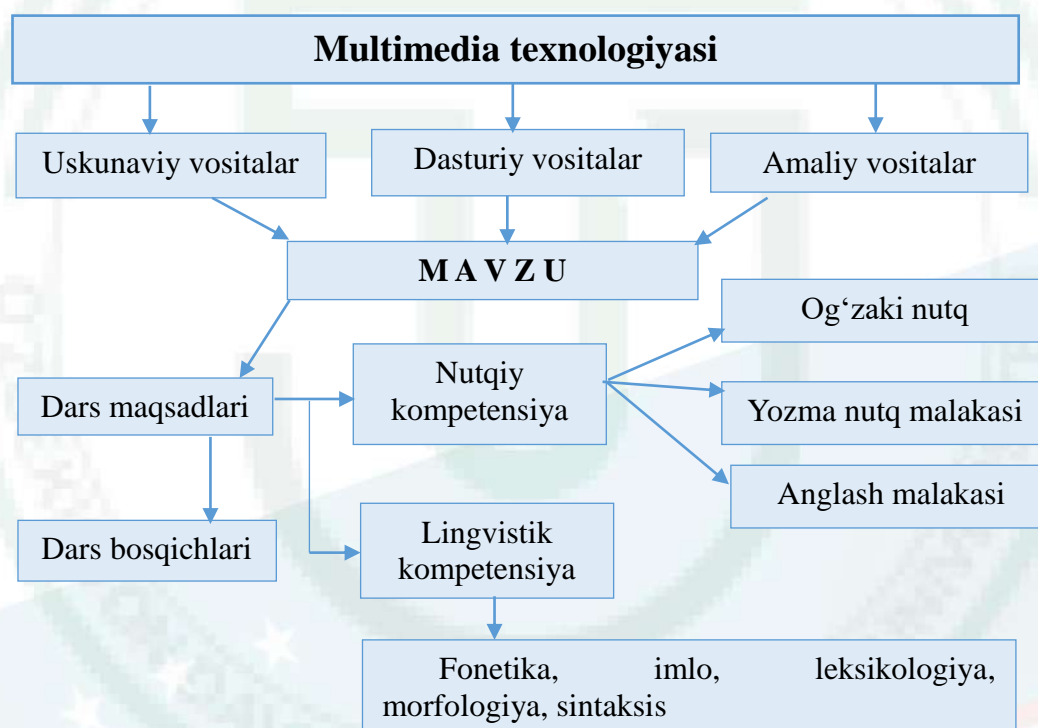 Multimedia texnologiyasi
Uskunaviy vositalar
Dasturiy vositalar
Amaliy vositalar
M A V Z U
Og‘zaki nutq
Nutqiy
kompetensiya
Dars maqsadlari
Yozma nutq malakasi
Anglash malakasi
Dars bosqichlari
Lingvistik
kompetensiya
Fonetika, imlo, leksikologiya,
morfologiya, sintaksis